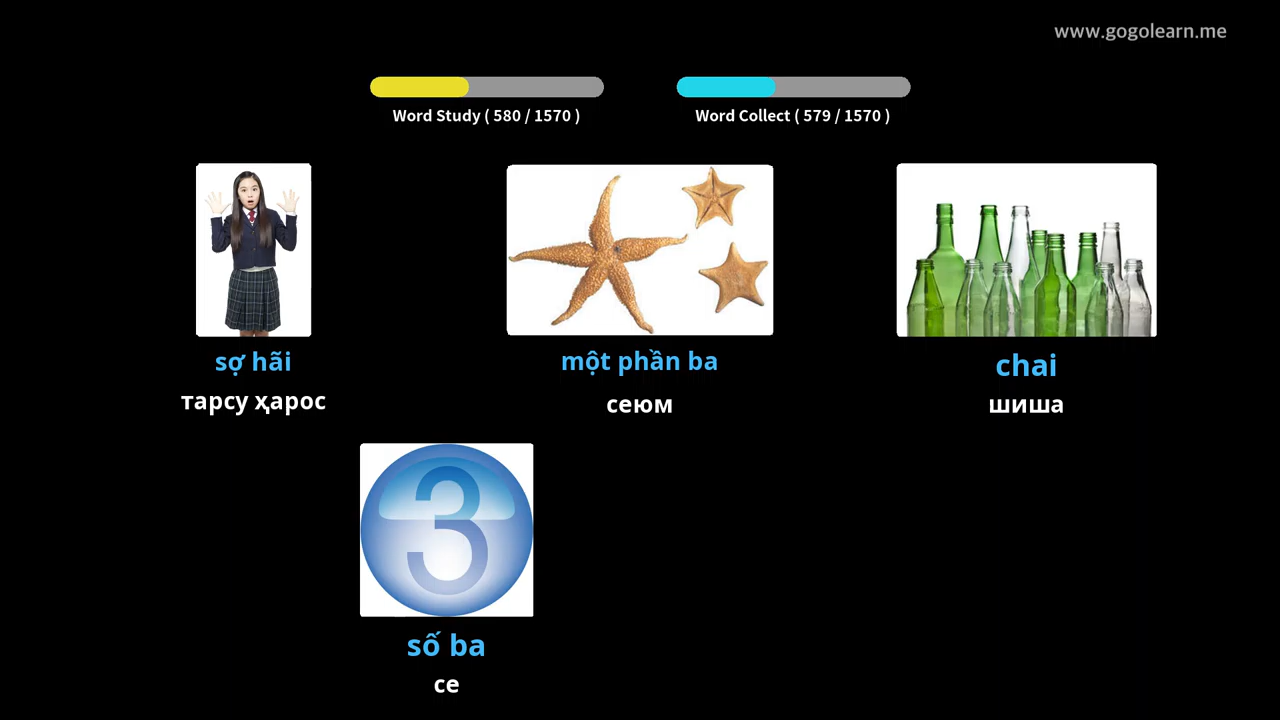 www.gogolearn.me
Word Study ( 580 / 1570 )
Word Collect ( 579 / 1570 )
sợ hãi
một phần ba
chai
тарсу ҳарос
сеюм
шиша
3
số ba
се